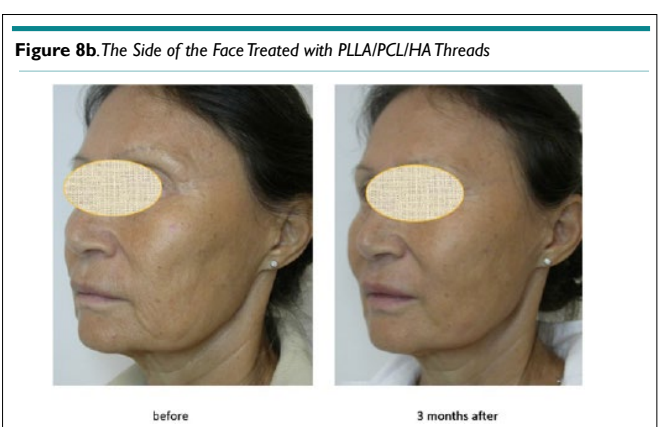 Figure 8b. The Side of the Face Treated with PLLA/PCL/HA Threads
before
3 months after